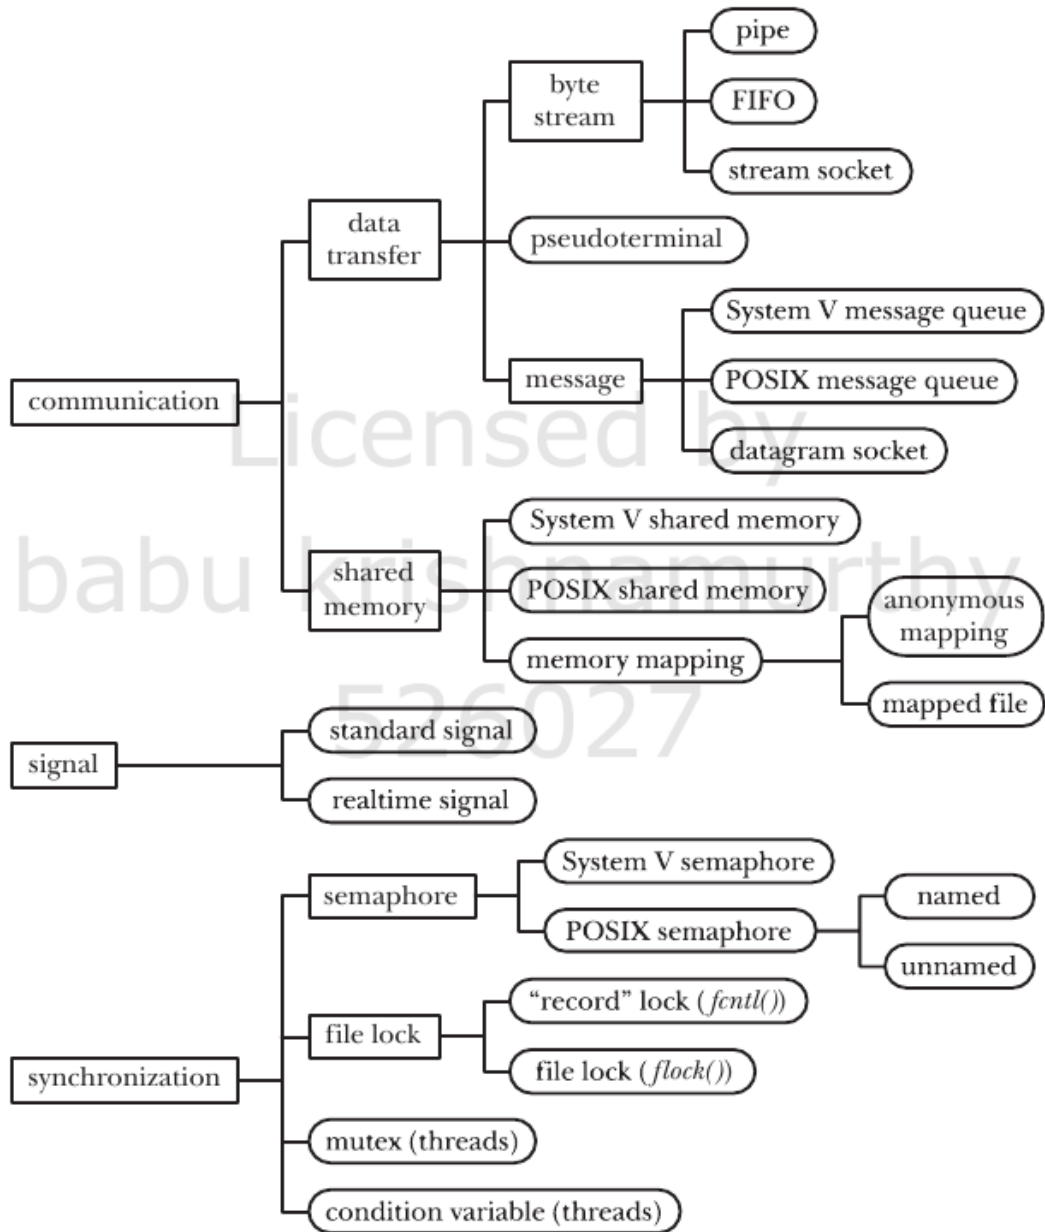 pipe
byte
stream
FIFO
stream socket
data
transfer
pseudoterminal
System V message queue
message
POSIX message queue
datagram socket
communication
Licensed by
System V shared memory
babu krishnamurthy
shared
memory
POSIX shared memory
memory mapping
anonymous
mapping
mapped file
526027
standard signal
signal
realtime signal
System V semaphore
semaphore
POSIX semaphore
named
unnamed
“record” lock (fcntl())
file lock
file lock (flock())
synchronization
mutex (threads)
condition variable (threads)